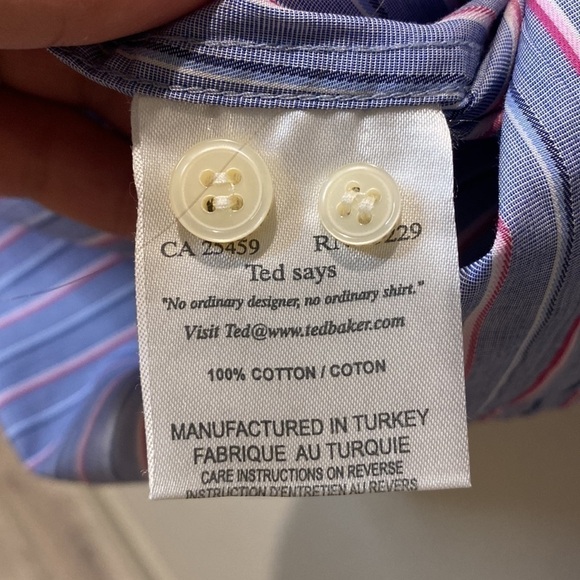 CA 25459
Ted says
"No ordinary designer, no ordinary shirt."
Visit Ted@www.tedbaker.com
100% COTTON / COTON
MANUFACTURED IN TURKEY
FABRIQUE AU TURQUIE
CARE INSTRUCTIONS ON REVERSE
INSTRUCTION D'ENTRETIEN AU REVERS